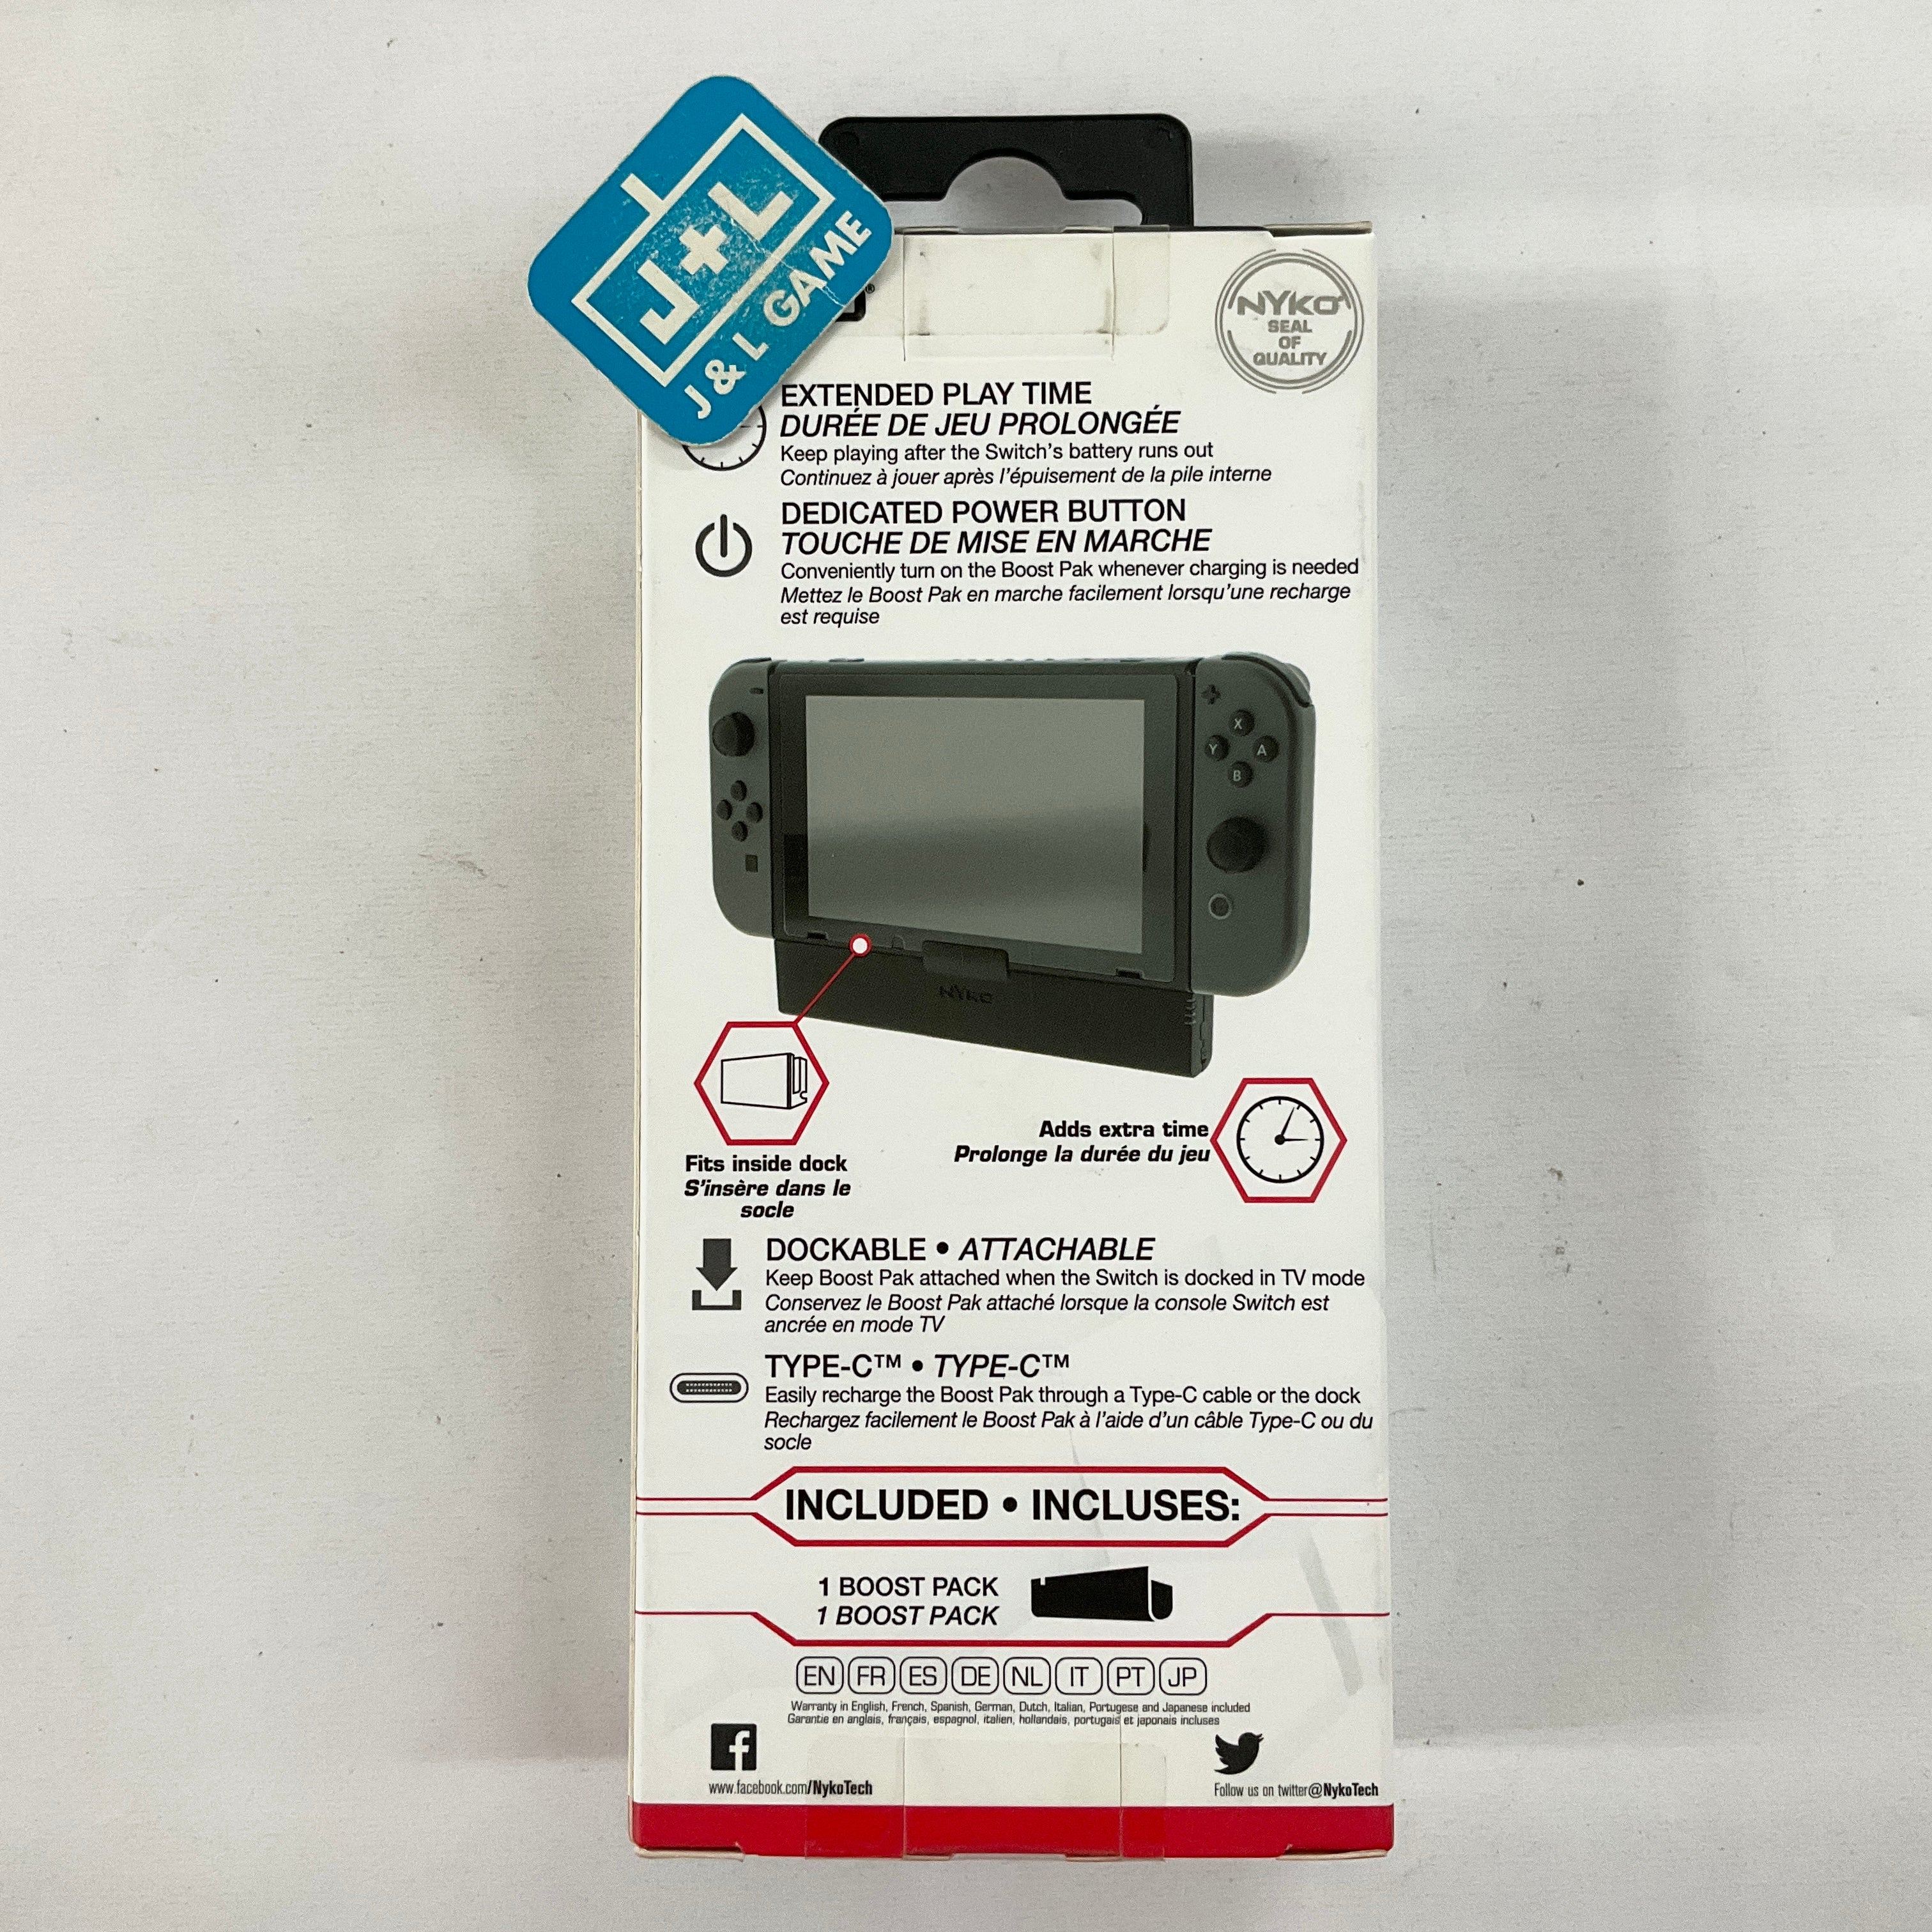 J+L
J & L GAME
®
NYKO®
SEAL
OF
QUALITY
EXTENDED PLAY TIME
DURÉE DE JEU PROLONGÉE
Keep playing after the Switch's battery runs out
Continuez à jouer après l'épuisement de la pile interne
DEDICATED POWER BUTTON
TOUCHE DE MISE EN MARCHE
Conveniently turn on the Boost Pak whenever charging is needed
Mettez le Boost Pak en marche facilement lorsqu'une recharge
est requise
X
Y A
B
NYKO
Adds extra time
Prolonge la durée du jeu
Fits inside dock
S'insère dans le
socle
DOCKABLE • ATTACHABLE
Keep Boost Pak attached when the Switch is docked in TV mode
Conservez le Boost Pak attaché lorsque la console Switch est
ancrée en mode TV
TYPE-C™ • TYPE-C™
Easily recharge the Boost Pak through a Type-C cable or the dock
Rechargez facilement le Boost Pak à l'aide d'un câble Type-C ou du
socle
INCLUDED • INCLUSES:
1 BOOST PACK
1 BOOST PACK
EN FR ES DE NL IT PT JP
Warranty in English, French, Spanish, German, Dutch, Italian, Portugese and Japanese included
Garantie en anglais, français, espagnol, italien, hollandais, portugais et japonais incluses
www.facebook.com/NykoTech
Follow us on twitter@NykoTech